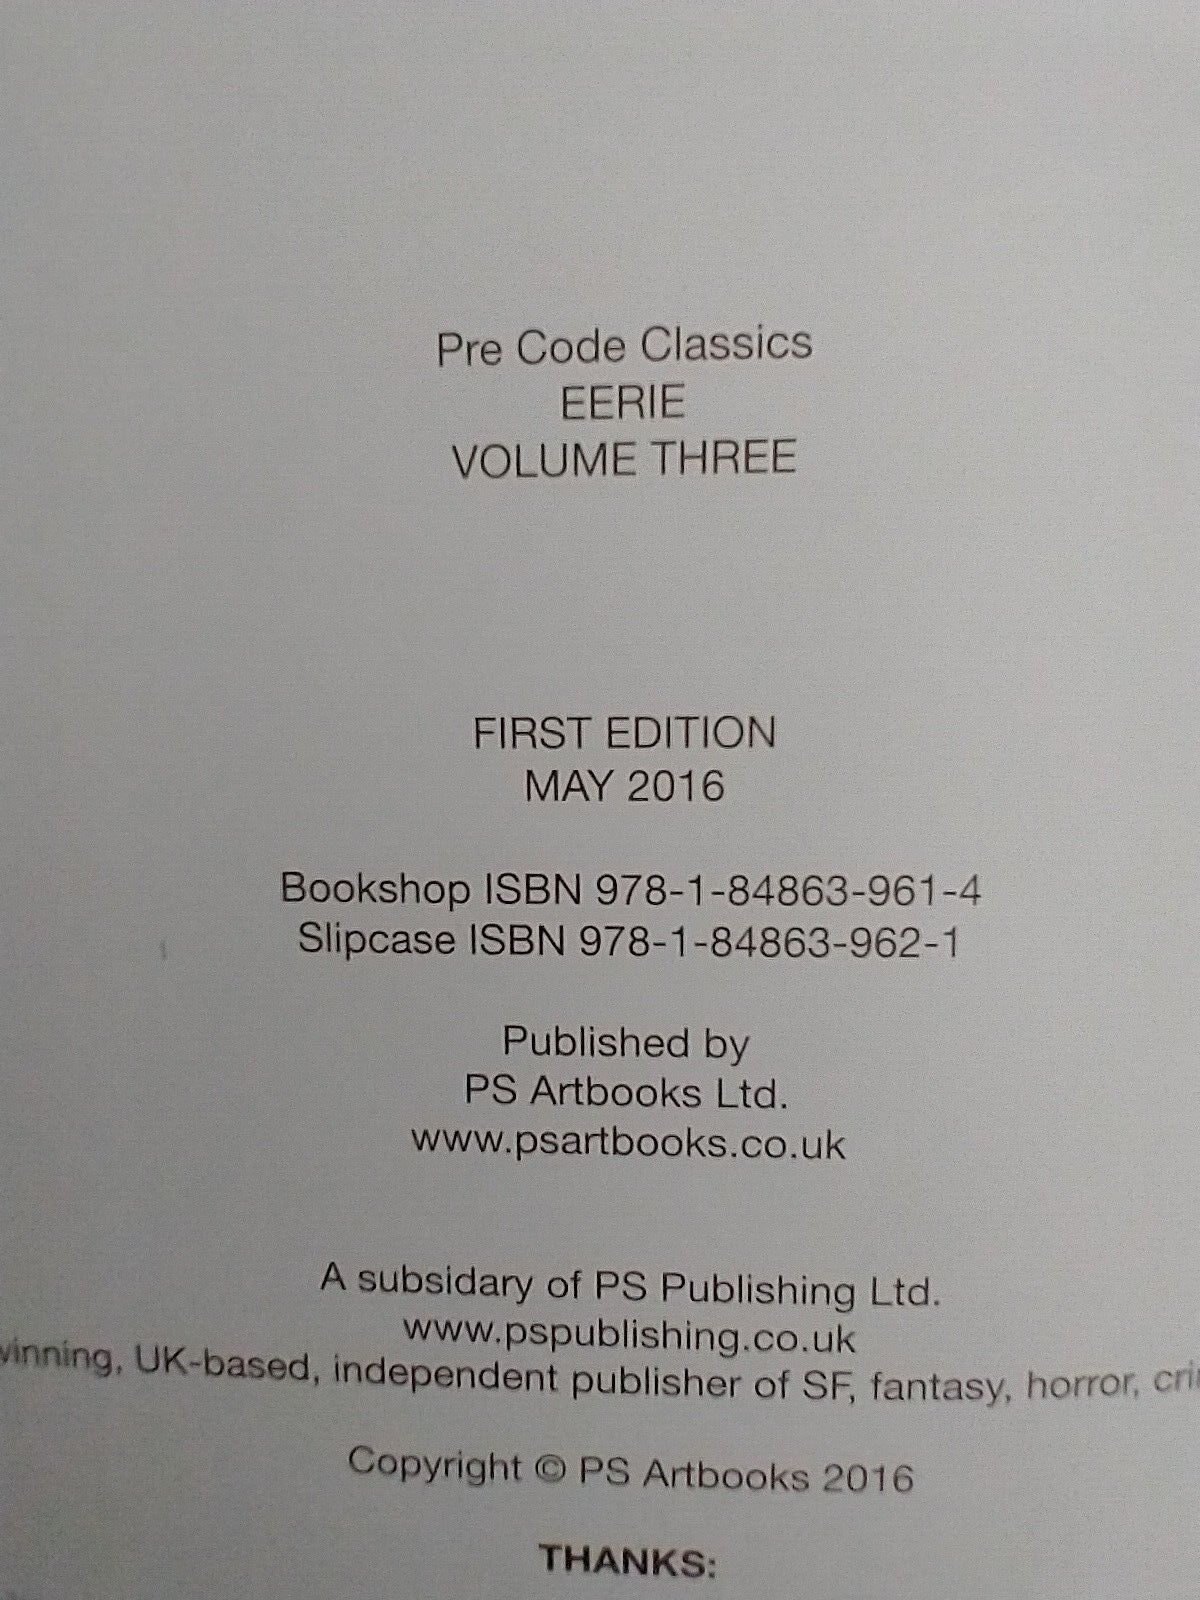 Pre Code Classics
EERIE
VOLUME THREE
FIRST EDITION
MAY 2016
Bookshop ISBN 978-1-84863-961-4
Slipcase ISBN 978-1-84863-962-1
Published by
PS Artbooks Ltd.
www.psartbooks.co.uk
A subsidary of PS Publishing Ltd.
www.pspublishing.co.uk
winning, UK-based, independent publisher of SF, fantasy, horror,
Copyright © PS Artbooks 2016
THANKS: